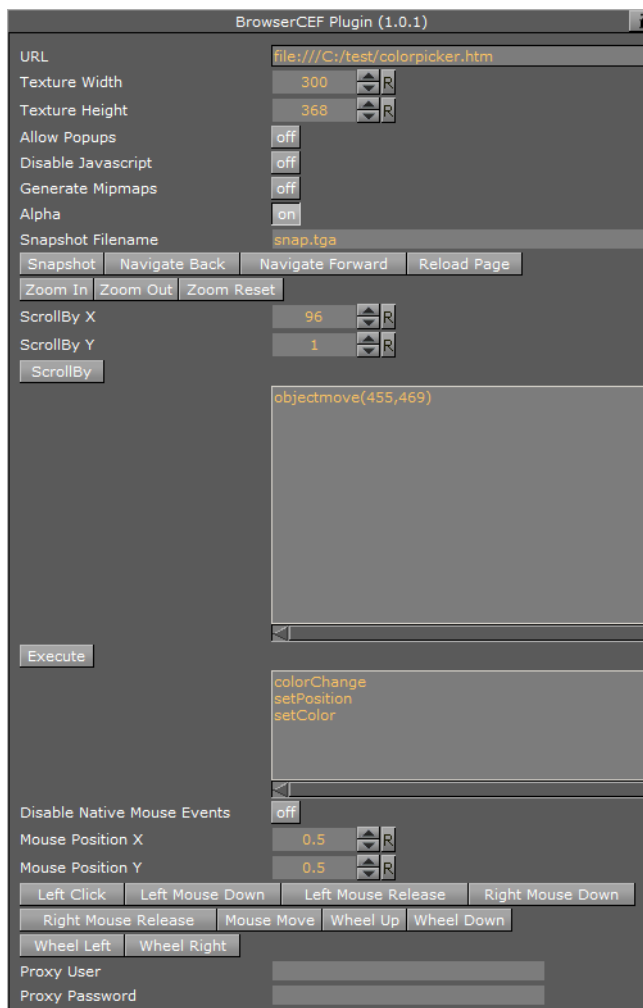 BrowserCEF Plugin (1.0.1) i
URL file:///C:/test/colorpicker.htm
Texture Width 300 R
Texture Height 368 R
Allow Popups off
Disable Javascript off
Generate Mipmaps off
Alpha on
Snapshot Filename snap.tga
Snapshot Navigate Back Navigate Forward Reload Page
Zoom In Zoom Out Zoom Reset
ScrollBy X 96 R
ScrollBy Y 1 R
ScrollBy
objectmove(455,469)
Execute
colorChange
setPosition
setColor
Disable Native Mouse Events off
Mouse Position X 0.5 R
Mouse Position Y 0.5 R
Left Click Left Mouse Down Left Mouse Release Right Mouse Down
Right Mouse Release Mouse Move Wheel Up Wheel Down
Wheel Left Wheel Right
Proxy User
Proxy Password